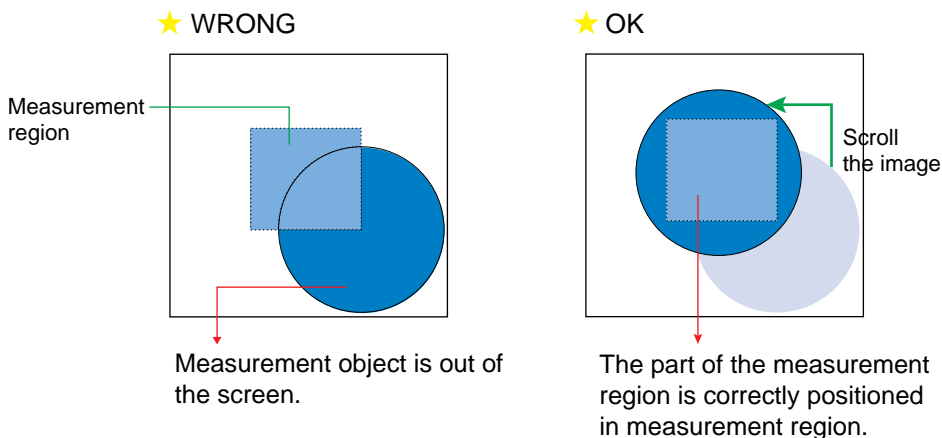 ★ WRONG
Measurement
region
Measurement object is out of
the screen.
★ OK
Scroll
the image
The part of the measurement
region is correctly positioned
in measurement region.